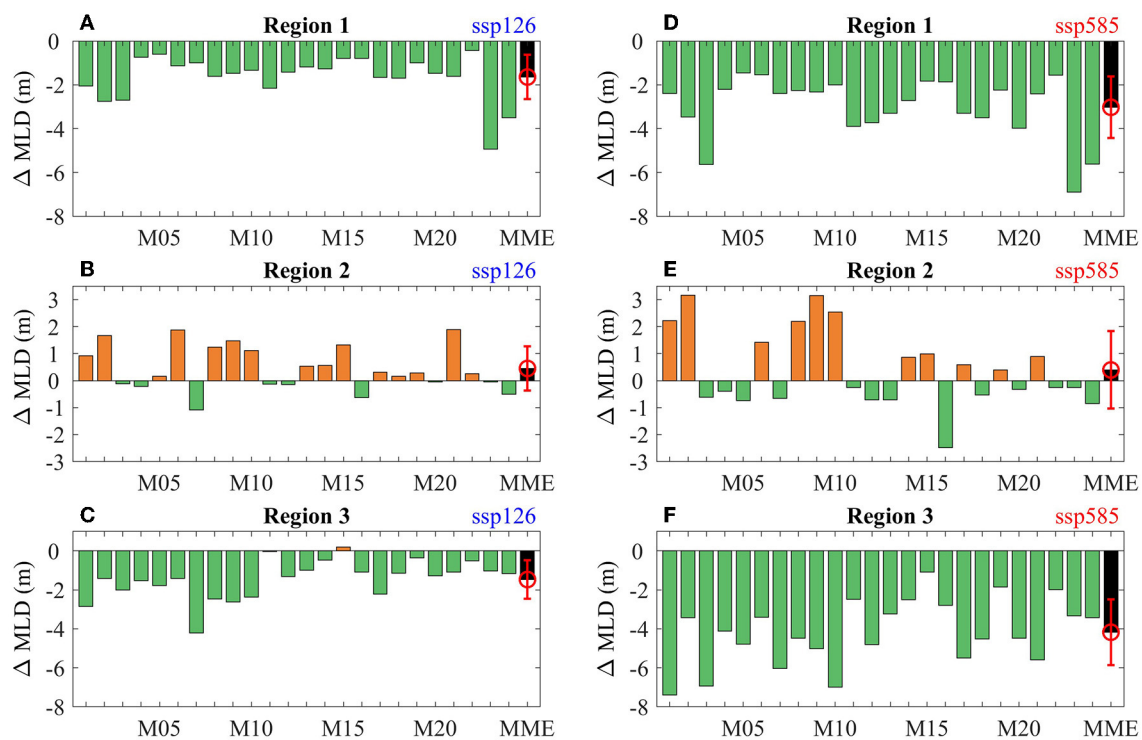 A Region 1 ssp126
0
-2
-4
-6
-8
Δ MLD (m)
M05 M10 M15 M20 MME
D Region 1 ssp585
0
-2
-4
-6
-8
Δ MLD (m)
M05 M10 M15 M20 MME
B Region 2 ssp126
3
2
1
0
-1
-2
-3
Δ MLD (m)
M05 M10 M15 M20 MME
E Region 2 ssp585
3
2
1
0
-1
-2
-3
Δ MLD (m)
M05 M10 M15 M20 MME
C Region 3 ssp126
0
-2
-4
-6
-8
Δ MLD (m)
M05 M10 M15 M20 MME
F Region 3 ssp585
0
-2
-4
-6
-8
Δ MLD (m)
M05 M10 M15 M20 MME